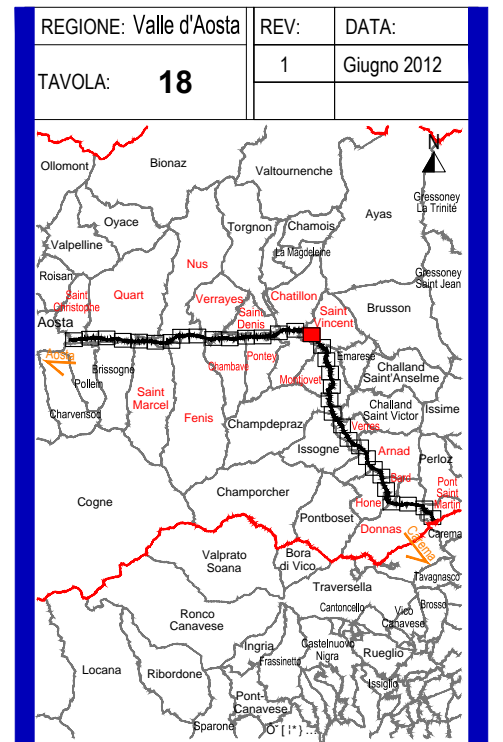 REGIONE: Valle d'Aosta REV: DATA:
TAVOLA: 18 1 Giugno 2012
N
Ollomont
Bionaz
Valtournenche
Ayas
Gressoney
La Trinité
Oyace
Torgnon
Chamois
Valpelline
La Magdeleine
Nus
Roisan
Gressoney
Saint Jean
Saint
Christophe
Quart
Verrayes
Chatillon
Saint
Denis
Saint
Vincent
Brusson
Aosta
Aosta
Brissogne
Pollein
Chambave
Pontey
Emarese
Challand
Saint'Anselme
Charvensod
Saint
Marcel
Fenis
Montjovet
Champdepraz
Challand
Saint Victor
Issime
Verres
Issogne
Arnad
Perloz
Bard
Pont
Saint
Martin
Cogne
Champorcher
Hone
Pontboset
Donnas
Carema
Carema
Valprato
Soana
Bora
di Vico
Traversella
Tavagnasco
Ronco
Canavese
Cantoncello
Vico
Canavese
Brosso
Ingria
Castelnuovo
Nigra
Rueglio
Frassinetto
Locana
Ribordone
Issiglio
Pont-
Canavese
Sparone